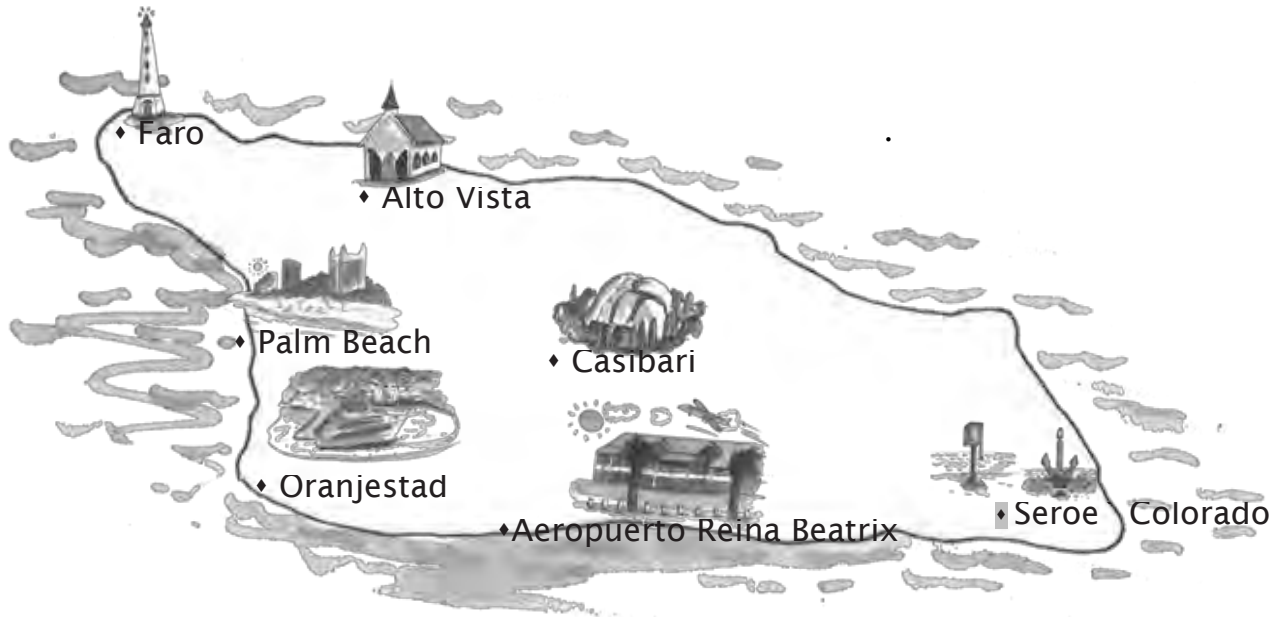 Faro
Alto Vista
Palm Beach
Casibari
Oranjestad
Aeropuerto Reina Beatrix
Seroe Colorado